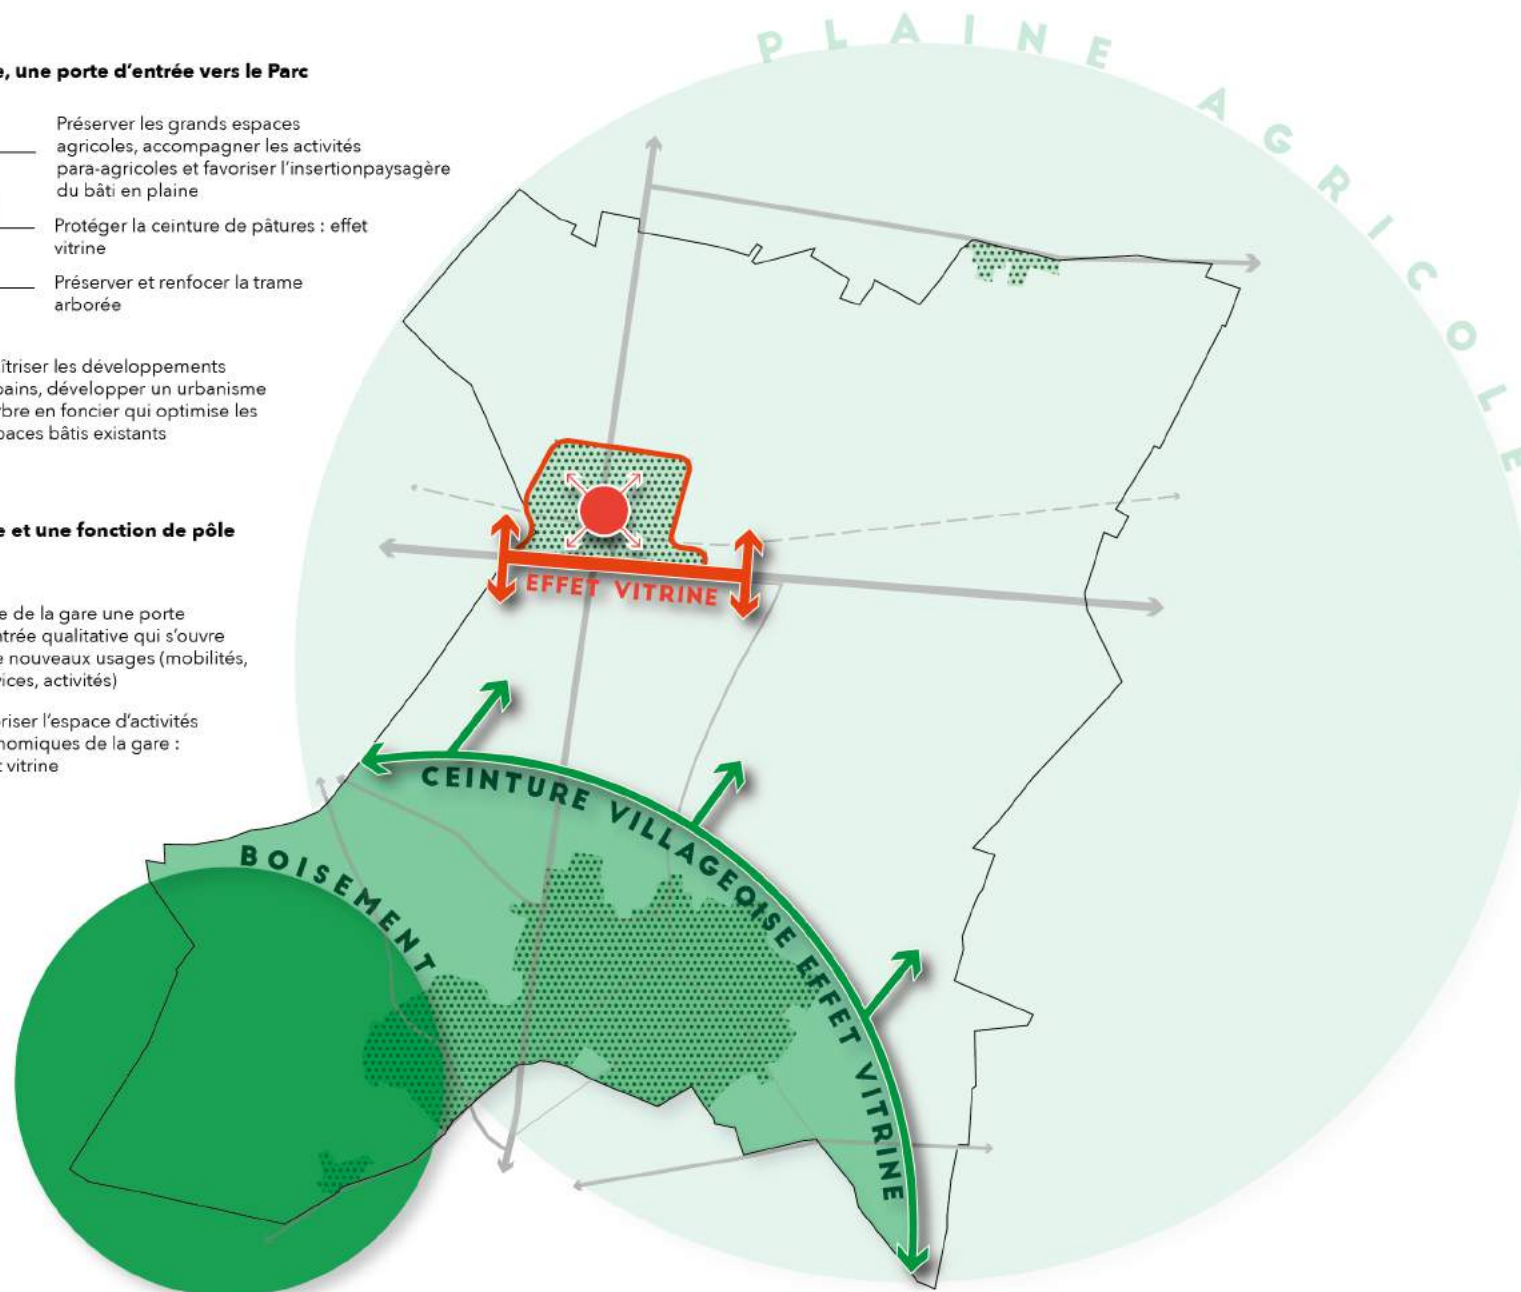 e, une porte d'entrée vers le Parc
Préserver les grands espaces
agricoles, accompagner les activités
para-agricoles et favoriser l'insertionpaysagère
du bâti en plaine
Protéger la ceinture de pâtures : effet
vitrine
Préserver et renfocer la trame
arborée
îtriser les développements
bains, développer un urbanisme
bre en foncier qui optimise les
paces bâtis existants
e et une fonction de pôle
e de la gare une porte
ntrée qualitative qui s'ouvre
e nouveaux usages (mobilités,
vices, activités)
riser l'espace d'activités
nomiques de la gare :
t vitrine
PLAINE AGRICOLE
EFFET VITRINE
CEINTURE VILLAGEOISE EFFET VITRINE
BOISEMENT